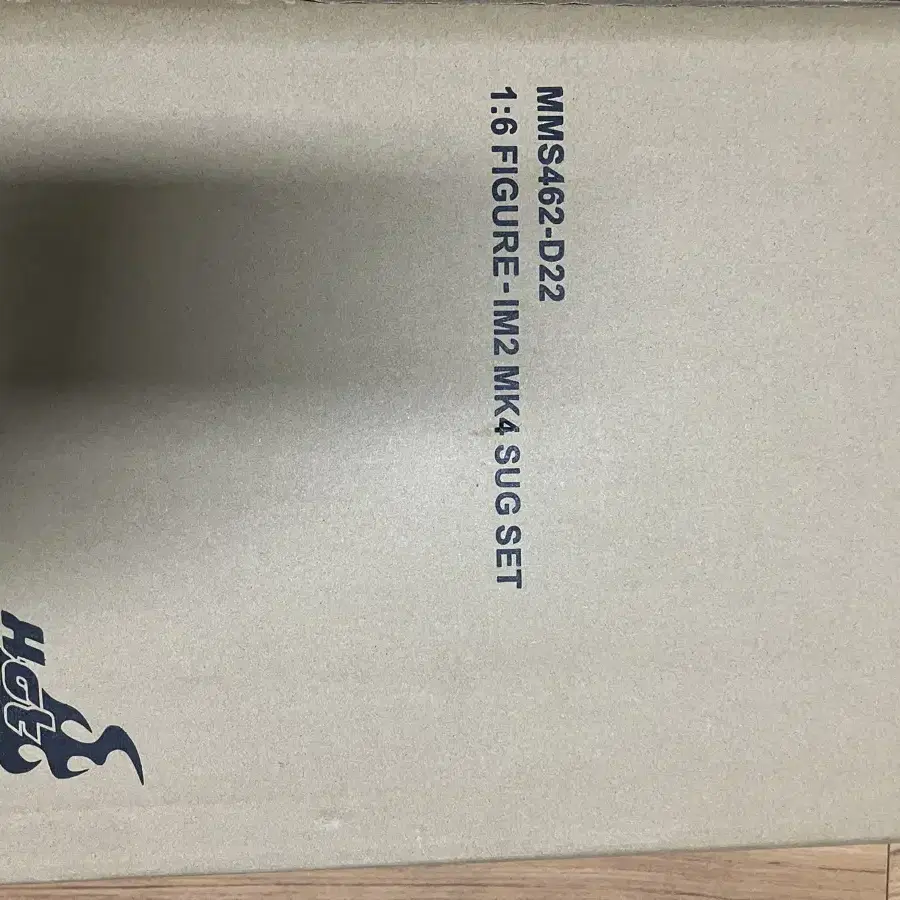 MMS462-D22
1:6 FIGURE-IM2 MK4 SUG SET
Hot